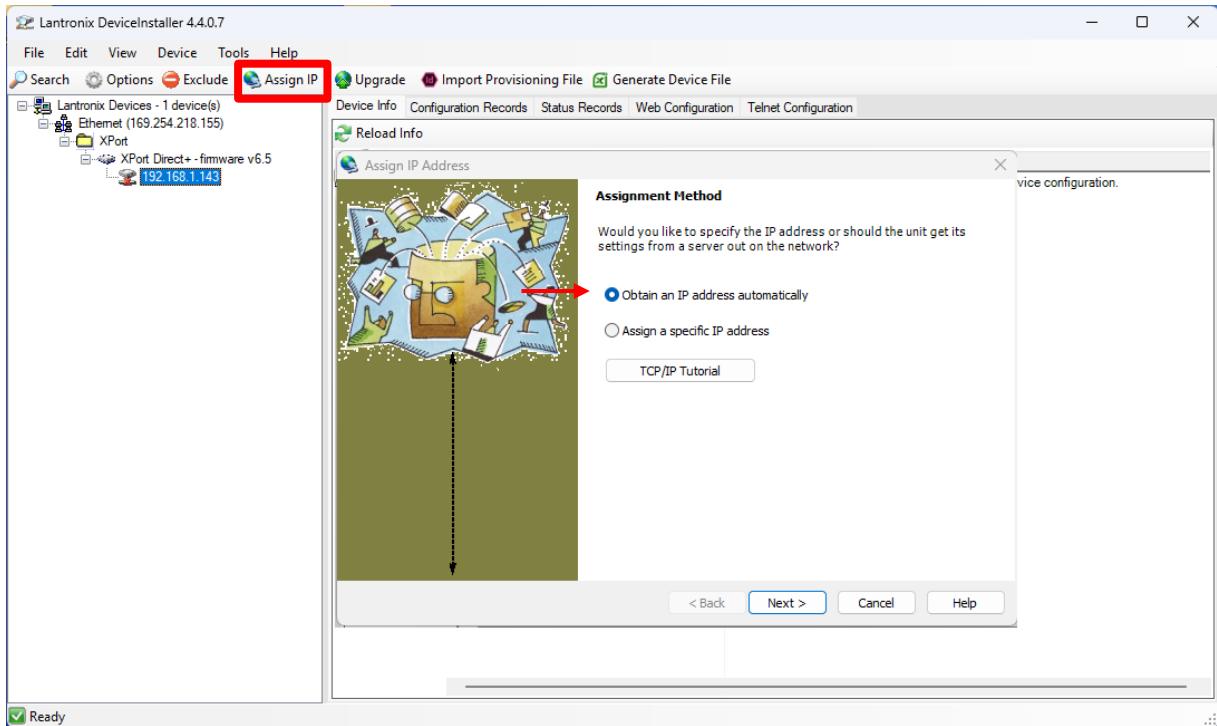 Lantronix DeviceInstaller 4.4.0.7
File Edit View Device Tools Help
Search Options Exclude Assign IP Upgrade Import Provisioning File Generate Device File
Lantronix Devices - 1 device(s)
Ethernet (169.254.218.155)
XPort
XPort Direct+ - firmware v6.5
192.168.1.143
Device Info Configuration Records Status Records Web Configuration Telnet Configuration
Reload Info
Assign IP Address
vice configuration.
Assignment Method
Would you like to specify the IP address or should the unit get its
settings from a server out on the network?
Obtain an IP address automatically
Assign a specific IP address
TCP/IP Tutorial
< Back Next > Cancel Help
Ready